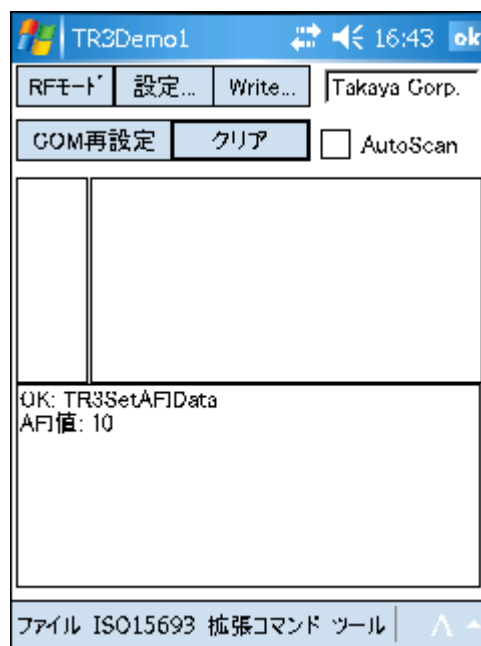 TR3Demo1 16:43 ok
RFﾓｰﾄﾞ 設定... Write... Takaya Corp.
COM再設定 クリア AutoScan
OK: TR3SetAFIData
AFI値: 10
ファイル ISO15693 拡張コマンド ツール